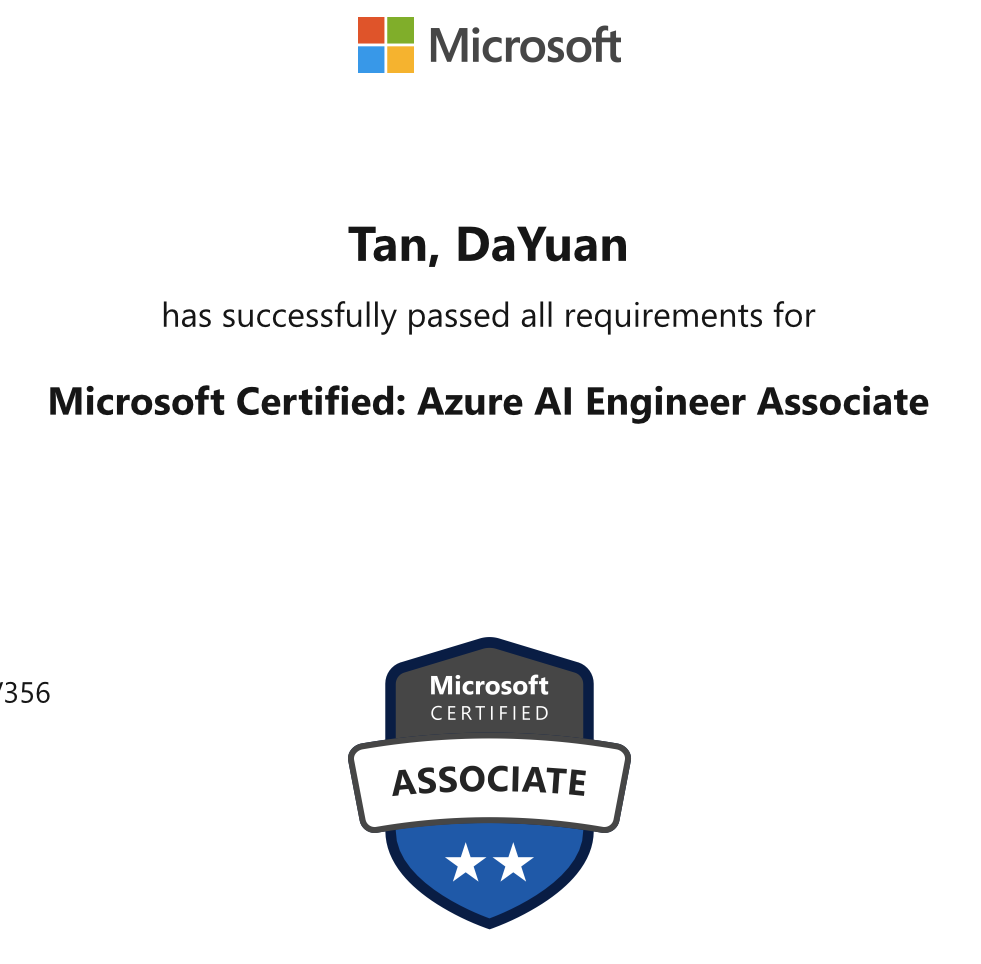 Microsoft
Tan, DaYuan
has successfully passed all requirements for
Microsoft Certified: Azure AI Engineer Associate
/356
Microsoft
CERTIFIED
ASSOCIATE